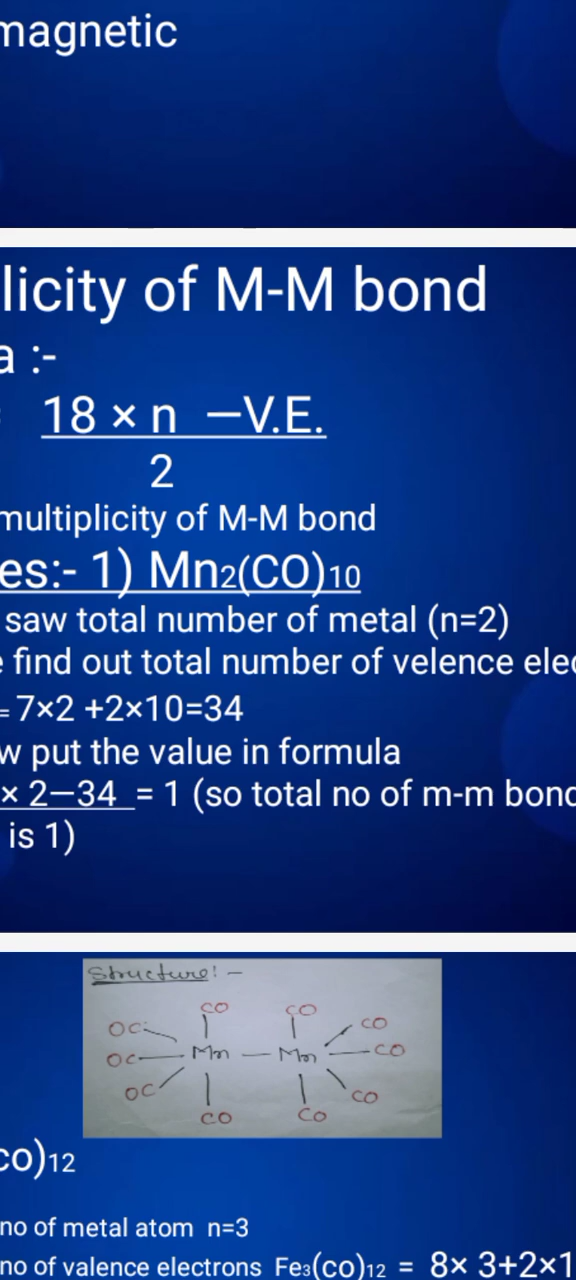 magnetic
licity of M-M bond
a :-
18 × n —V.E.
2
multiplicity of M-M bond
es:- 1) Mn₂(CO)₁₀
saw total number of metal (n=2)
find out total number of velence elec
= 7×2 +2×10=34
w put the value in formula
× 2—34 = 1 (so total no of m-m bond
is 1)
Structure! -
CO CO
OC CO
OC Mn Mn CO
OC CO
CO CO
co)₁₂
no of metal atom n=3
no of valence electrons Fe₃(co)₁₂ = 8× 3+2×1